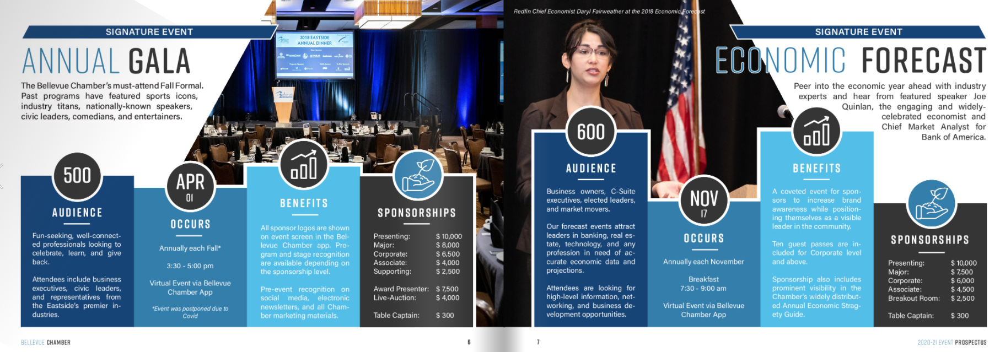 SIGNATURE EVENT
ANNUAL GALA
The Bellevue Chamber's must-attend Fall Formal.
Past programs have featured sports icons,
industry titans, nationally-known speakers,
civic leaders, comedians, and entertainers.
2018 EASTSIDE
ANNUAL DINNER
500
AUDIENCE
Fun-seeking, well-connect-
ed professionals looking to
celebrate, learn, and give
back.
Attendees include business
executives, civic leaders,
and representatives from
the Eastside's premier in-
dustries.
APR
01
OCCURS
Annually each Fall*
3:30 - 5:00 pm
Virtual Event via Bellevue
Chamber App
*Event was postponed due to
Covid
BENEFITS
All sponsor logos are shown
on event screen in the Bel-
levue Chamber app. Pro-
gram and stage recognition
are available depending on
the sponsorship level.
Pre-event recognition on
social media, electronic
newsletters, and all Cham-
ber marketing materials.
SPONSORSHIPS
Presenting: $ 10,000
Major: $ 8,000
Corporate: $ 6,500
Associate: $ 4,000
Supporting: $ 2,500
Award Presenter: $ 7,500
Live-Auction: $ 4,000
Table Captain: $ 300
BELLEVUE CHAMBER
6
Redfin Chief Economist Daryl Fairweather at the 2018 Economic Forecast
SIGNATURE EVENT
ECONOMIC FORECAST
Peer into the economic year ahead with industry
experts and hear from featured speaker Joe
Quinlan, the engaging and widely-
celebrated economist and
Chief Market Analyst for
Bank of America.
600
AUDIENCE
Business owners, C-Suite
executives, elected leaders,
and market movers.
Our forecast events attract
leaders in banking, real es-
tate, technology, and any
profession in need of ac-
curate economic data and
projections.
Attendees are looking for
high-level information, net-
working, and business de-
velopment opportunities.
NOV
17
OCCURS
Annually each November
Breakfast
7:30 - 9:00 am
Virtual Event via Bellevue
Chamber App
BENEFITS
A coveted event for spon-
sors to increase brand
awareness while position-
ing themselves as a visible
leader in the community.
Ten guest passes are in-
cluded for Corporate level
and above.
Sponsorship also includes
prominent visibility in the
Chamber's widely distribut-
ed Annual Economic Strag-
ety Guide.
SPONSORSHIPS
Presenting: $ 10,000
Major: $ 7,500
Corporate: $ 6,000
Associate: $ 4,500
Breakout Room: $ 2,500
Table Captain: $ 300
7
2020-21 EVENT PROSPECTUS